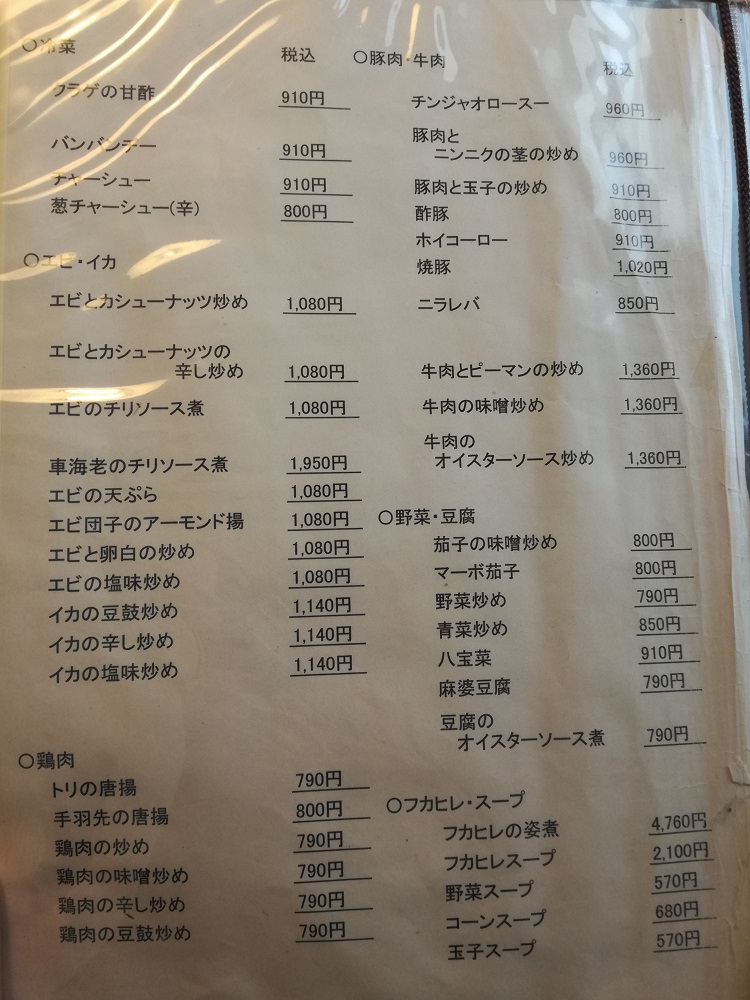 ○冷菜 税込
クラゲの甘酢 910円
バンバンチー 910円
チャーシュー 910円
葱チャーシュー(辛) 800円
○エビ・イカ
エビとカシューナッツ炒め 1,080円
エビとカシューナッツの
辛し炒め 1,080円
エビのチリソース煮 1,080円
車海老のチリソース煮 1,950円
エビの天ぷら 1,080円
エビ団子のアーモンド揚 1,080円
エビと卵白の炒め 1,080円
エビの塩味炒め 1,080円
イカの豆鼓炒め 1,140円
イカの辛し炒め 1,140円
イカの塩味炒め 1,140円
○鶏肉
トリの唐揚 790円
手羽先の唐揚 800円
鶏肉の炒め 790円
鶏肉の味噌炒め 790円
鶏肉の辛し炒め 790円
鶏肉の豆鼓炒め 790円
○豚肉・牛肉 税込
チンジャオロースー 960円
豚肉と
ニンニクの茎の炒め 960円
豚肉と玉子の炒め 910円
酢豚 800円
ホイコーロー 910円
焼豚 1,020円
ニラレバ 850円
牛肉とピーマンの炒め 1,360円
牛肉の味噌炒め 1,360円
牛肉の
オイスターソース炒め 1,360円
○野菜・豆腐
茄子の味噌炒め 800円
マーボ茄子 800円
野菜炒め 790円
青菜炒め 850円
八宝菜 910円
麻婆豆腐 790円
豆腐の
オイスターソース煮 790円
○フカヒレ・スープ
フカヒレの姿煮 4,760円
フカヒレスープ 2,100円
野菜スープ 570円
コーンスープ 680円
玉子スープ 570円